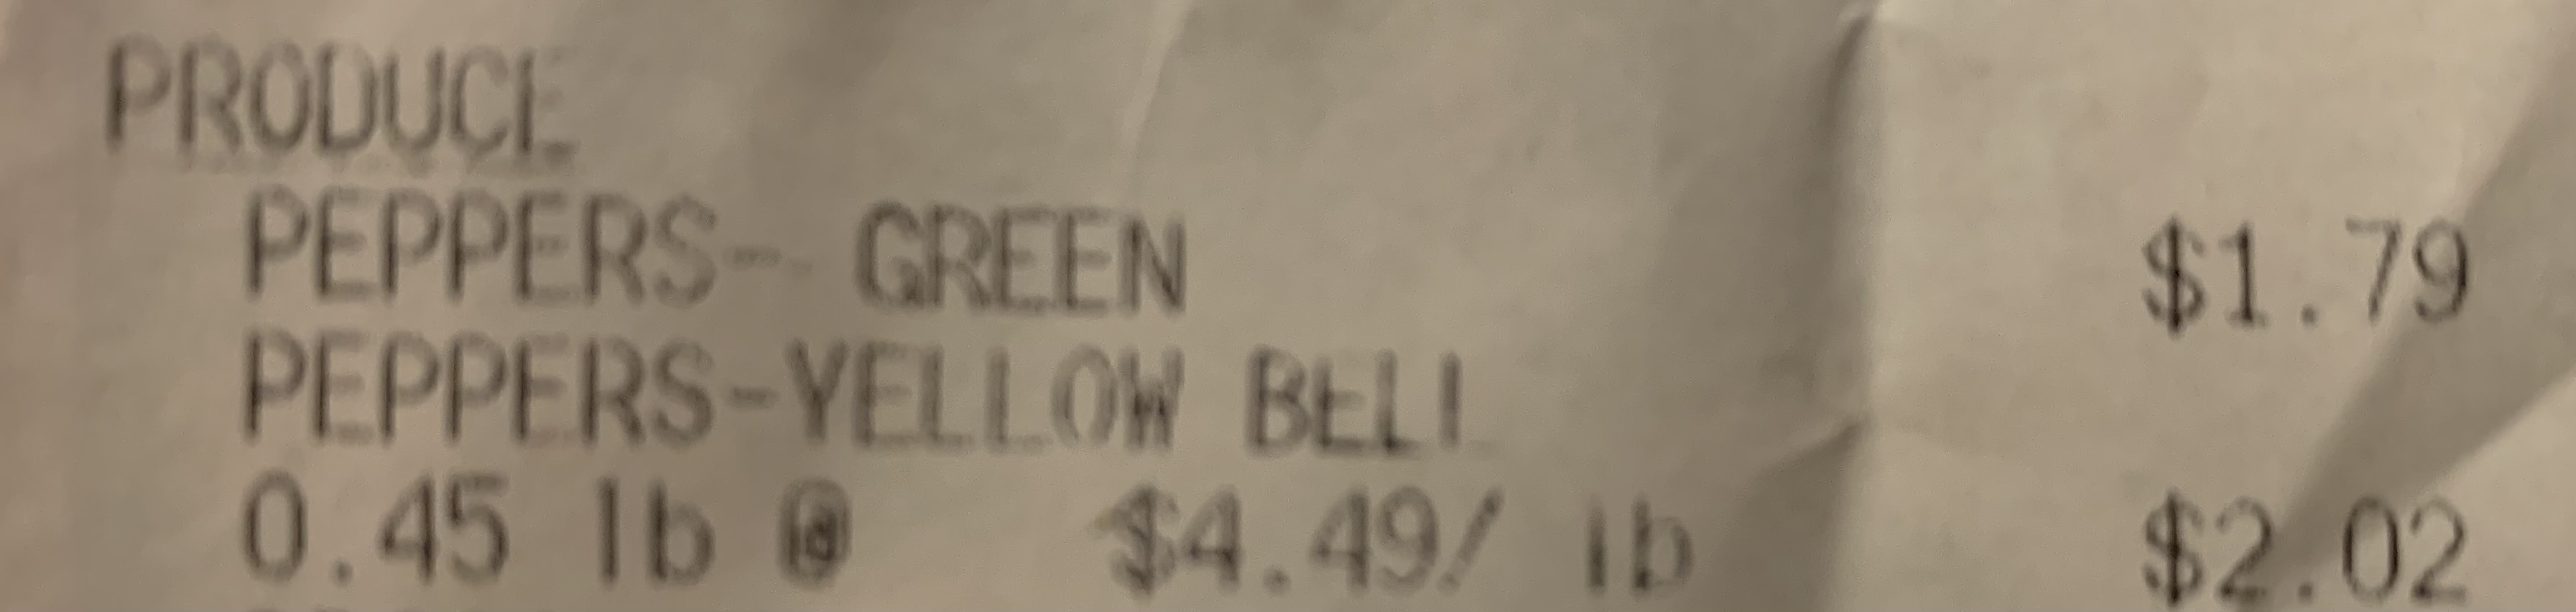 PRODUCE
PEPPERS- GREEN $1.79
PEPPERS-YELLOW BELL
0.45 lb @ $4.49/ lb $2.02